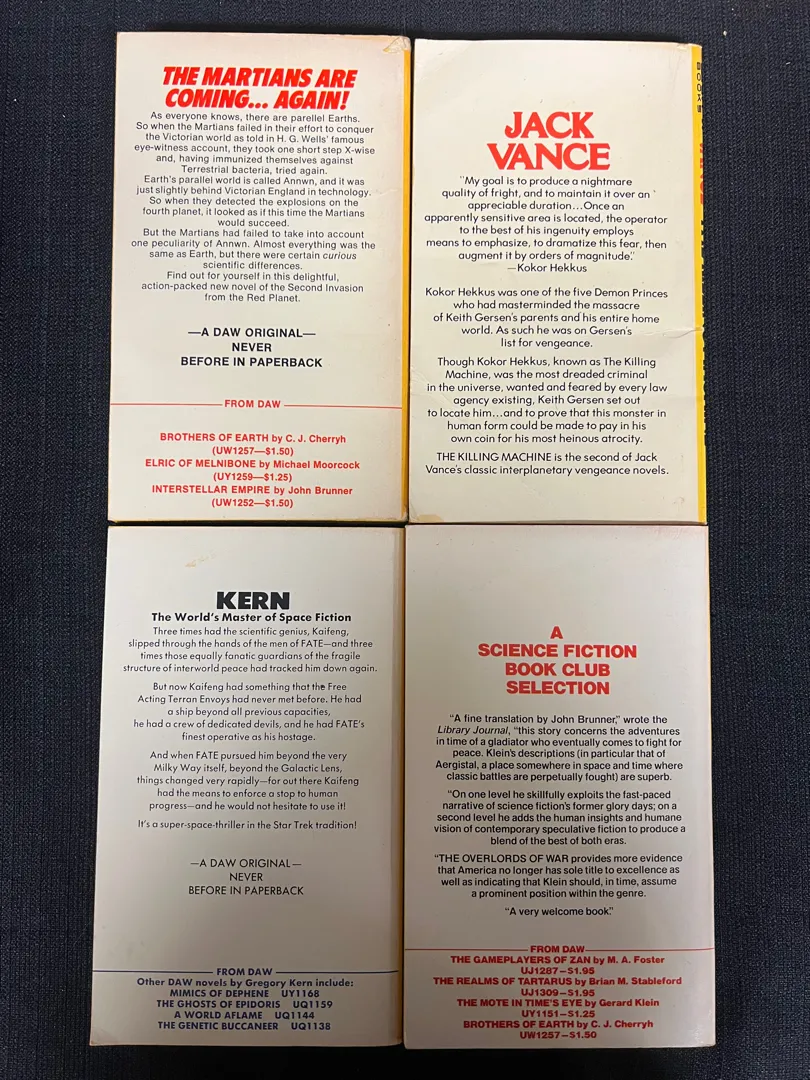 THE MARTIANS ARE
COMING... AGAIN!
As everyone knows, there are parellel Earths.
So when the Martians failed in their effort to conquer
the Victorian world as told in H. G. Wells' famous
eye-witness account, they took one short step X-wise
and, having immunized themselves against
Terrestrial bacteria, tried again.
Earth's parallel world is called Annwn, and it was
just slightly behind Victorian England in technology.
So when they detected the explosions on the
fourth planet, it looked as if this time the Martians
would succeed.
But the Martians had failed to take into account
one peculiarity of Annwn. Almost everything was the
same as Earth, but there were certain curious
scientific differences.
Find out for yourself in this delightful,
action-packed new novel of the Second Invasion
from the Red Planet.
—A DAW ORIGINAL—
NEVER
BEFORE IN PAPERBACK
FROM DAW
BROTHERS OF EARTH by C. J. Cherryh
(UW1257—$1.50)
ELRIC OF MELNIBONE by Michael Moorcock
(UY1259—$1.25)
INTERSTELLAR EMPIRE by John Brunner
(UW1252—$1.50)
BOOKS
JACK
VANCE
"My goal is to produce a nightmare
quality of fright, and to maintain it over an
appreciable duration...Once an
apparently sensitive area is located, the operator
to the best of his ingenuity employs
means to emphasize, to dramatize this fear, then
augment it by orders of magnitude."
—Kokor Hekkus
Kokor Hekkus was one of the five Demon Princes
who had masterminded the massacre
of Keith Gersen's parents and his entire home
world. As such he was on Gersen's
list for vengeance.
Though Kokor Hekkus, known as The Killing
Machine, was the most dreaded criminal
in the universe, wanted and feared by every law
agency existing, Keith Gersen set out
to locate him...and to prove that this monster in
human form could be made to pay in his
own coin for his most heinous atrocity.
THE KILLING MACHINE is the second of Jack
Vance's classic interplanetary vengeance novels.
KERN
The World's Master of Space Fiction
Three times had the scientific genius, Kaifeng,
slipped through the hands of the men of FATE—and three
times those equally fanatic guardians of the fragile
structure of interworld peace had tracked him down again.
But now Kaifeng had something that the Free
Acting Terran Envoys had never met before. He had
a ship beyond all previous capacities,
he had a crew of dedicated devils, and he had FATE's
finest operative as his hostage.
And when FATE pursued him beyond the very
Milky Way itself, beyond the Galactic Lens,
things changed very rapidly—for out there Kaifeng
had the means to enforce a stop to human
progress—and he would not hesitate to use it!
It's a super-space-thriller in the Star Trek tradition!
—A DAW ORIGINAL—
NEVER
BEFORE IN PAPERBACK
FROM DAW
Other DAW novels by Gregory Kern include:
MIMICS OF DEPHENE UY1168
THE GHOSTS OF EPIDORIS UQ1159
A WORLD AFLAME UQ1144
THE GENETIC BUCCANEER UQ1138
A
SCIENCE FICTION
BOOK CLUB
SELECTION
"A fine translation by John Brunner," wrote the
Library Journal, "this story concerns the adventures
in time of a gladiator who eventually comes to fight for
peace. Klein's descriptions (in particular that of
Aergistal, a place somewhere in space and time where
classic battles are perpetually fought) are superb.
"On one level he skillfully exploits the fast-paced
narrative of science fiction's former glory days; on a
second level he adds the human insights and humane
vision of contemporary speculative fiction to produce a
blend of the best of both eras.
"THE OVERLORDS OF WAR provides more evidence
that America no longer has sole title to excellence as
well as indicating that Klein should, in time, assume
a prominent position within the genre.
"A very welcome book."
FROM DAW
THE GAMEPLAYERS OF ZAN by M. A. Foster
UJ1287—$1.95
THE REALMS OF TARTARUS by Brian M. Stableford
UJ1309—$1.95
THE MOTE IN TIME'S EYE by Gerard Klein
UY1151—$1.25
BROTHERS OF EARTH by C. J. Cherryh
UW1257—$1.50